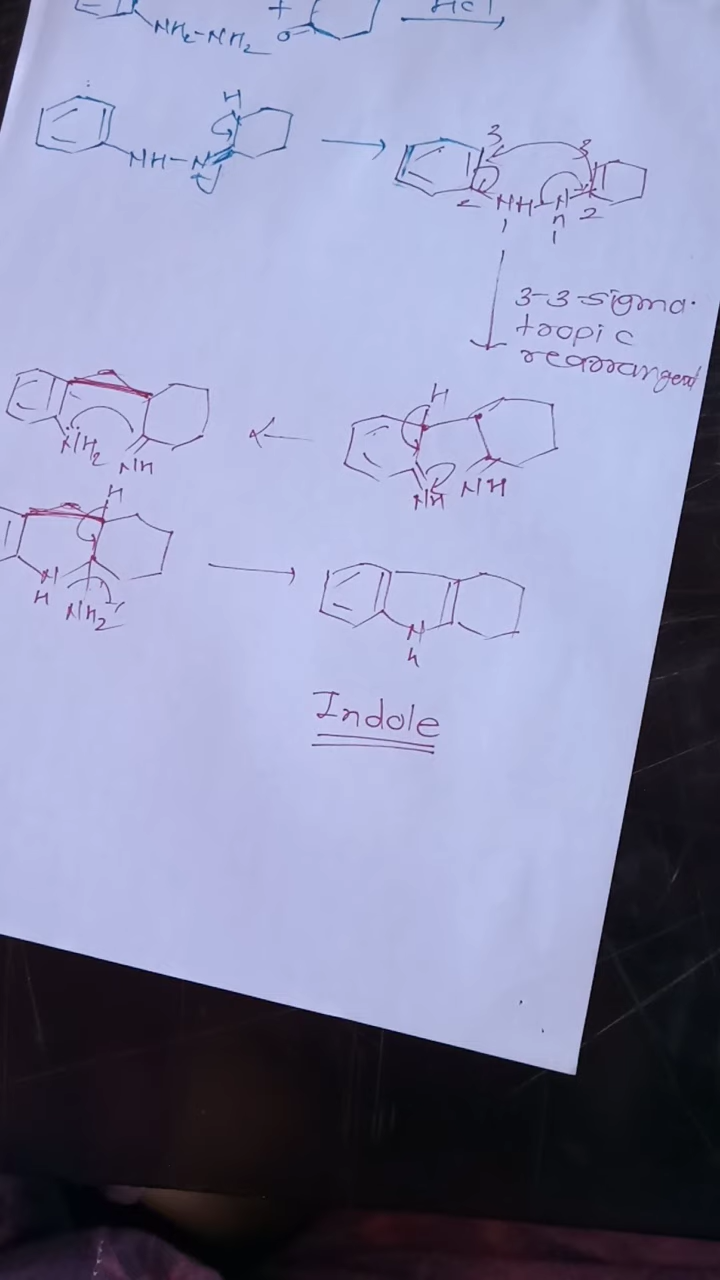 + HCl
NH2-NH2 O
H
NH-N
3 3
2 NH N 2
1 H
1
3-3-sigma-
tropic
rearranged
H
NH2 NH
NH NH
H
N
H NH2
N
h
Indole